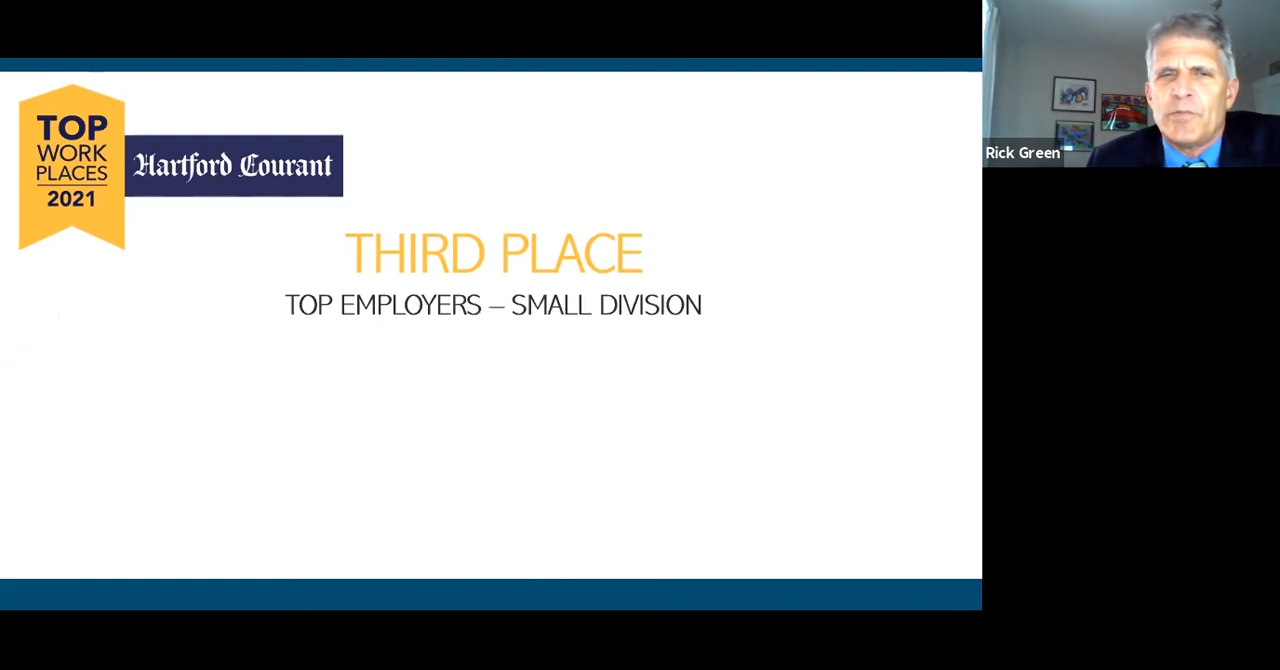 TOP
WORK
PLACES
2021
Hartford Courant
THIRD PLACE
TOP EMPLOYERS – SMALL DIVISION
Rick Green